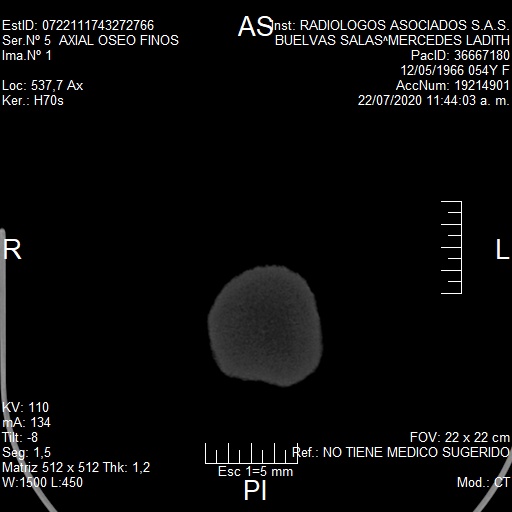 EstID: 0722111743272766
Ser.Nº 5 AXIAL OSEO FINOS
Ima.Nº 1
Loc: 537,7 Ax
Ker.: H70s
AS
Inst: RADIOLOGOS ASOCIADOS S.A.S.
BUELVAS SALAS^MERCEDES LADITH
PacID: 36667180
12/05/1966 054Y F
AccNum: 19214901
22/07/2020 11:44:03 a. m.
R
L
KV: 110
mA: 134
Tilt: -8
Seg: 1,5
Matriz 512 x 512 Thk: 1,2
W:1500 L:450
Esc 1=5 mm
PI
FOV: 22 x 22 cm
Ref.: NO TIENE MEDICO SUGERIDO
Mod.: CT